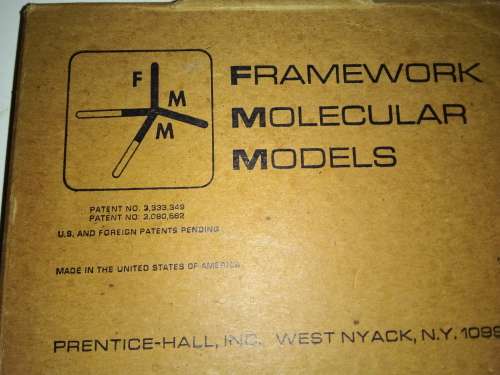 F
M
M
FRAMEWORK
MOLECULAR
MODELS
PATENT NO. 3,333,349
PATENT NO. 3,080,662
U.S. AND FOREIGN PATENTS PENDING
MADE IN THE UNITED STATES OF AMERICA
PRENTICE-HALL, INC. WEST NYACK, N.Y. 1099